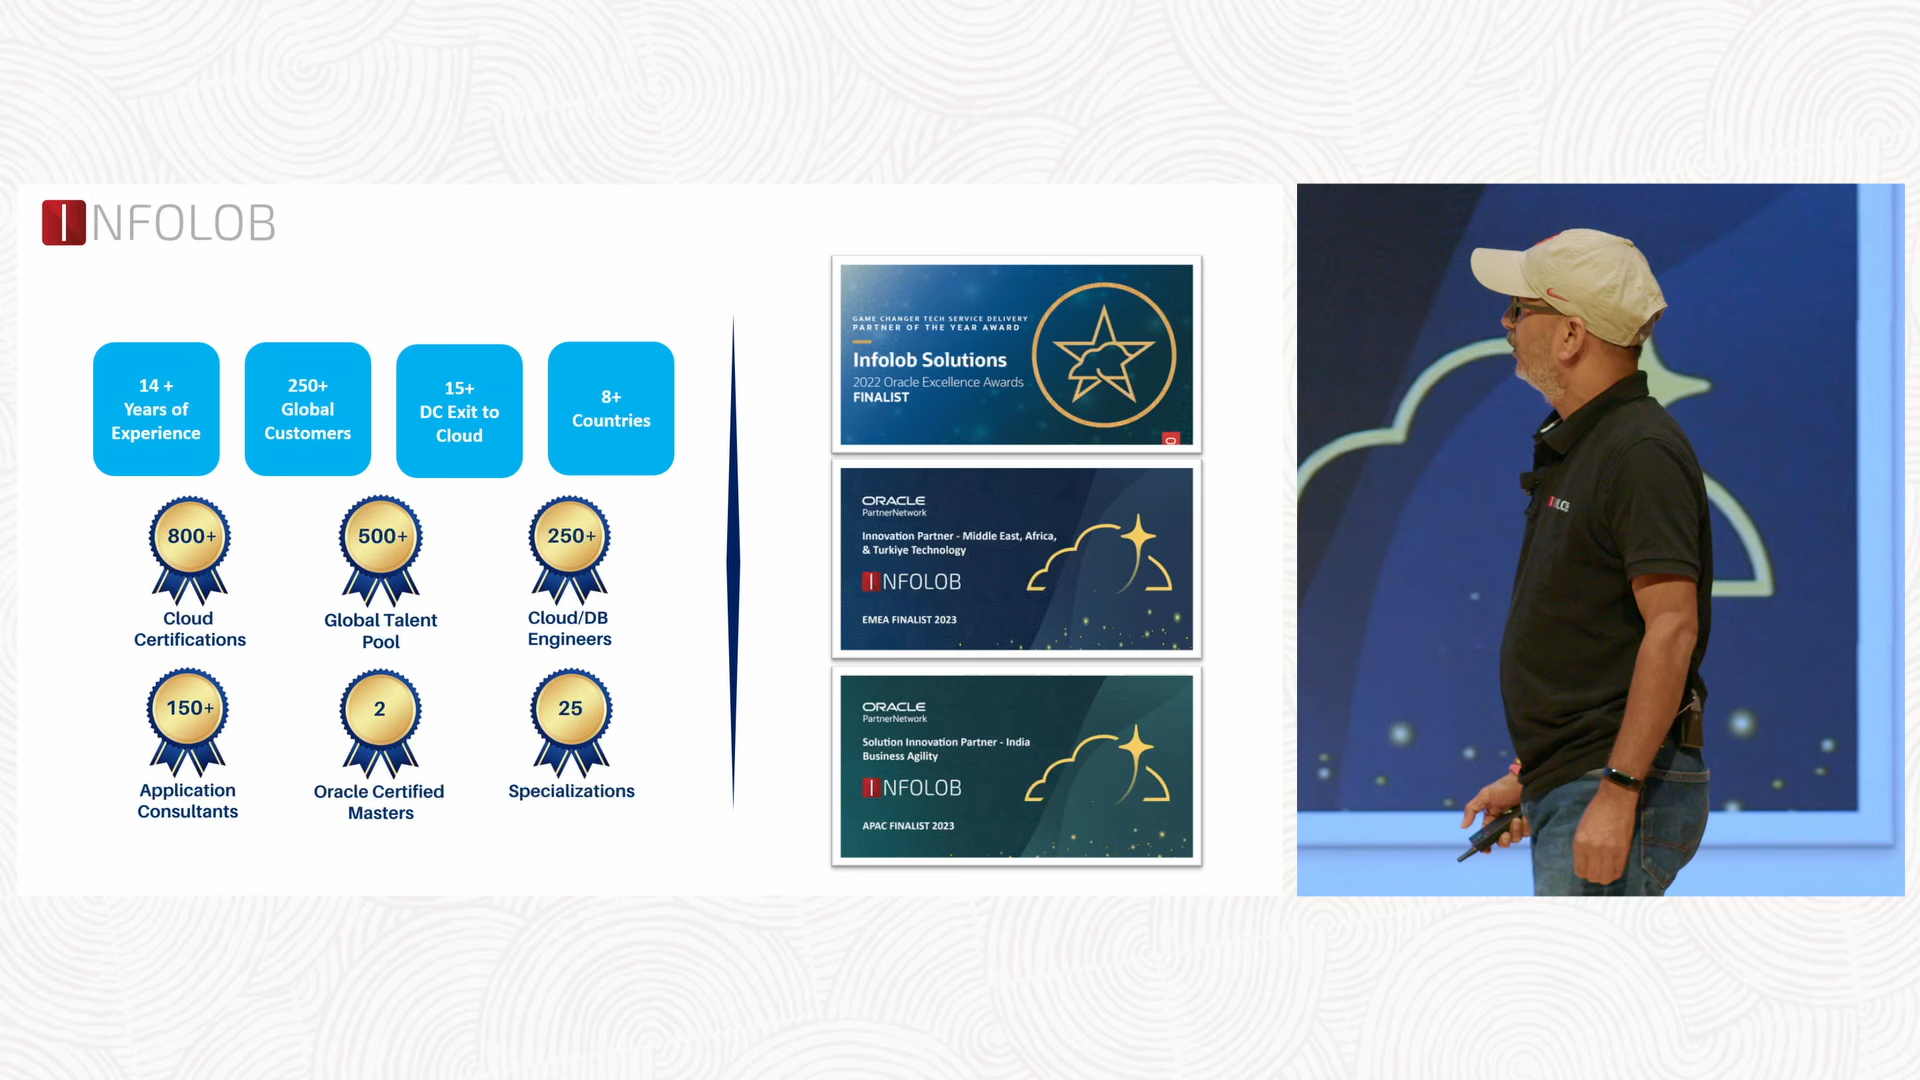 INFOLOB
14 +
Years of
Experience
250+
Global
Customers
15+
DC Exit to
Cloud
8+
Countries
800+
Cloud
Certifications
500+
Global Talent
Pool
250+
Cloud/DB
Engineers
150+
Application
Consultants
2
Oracle Certified
Masters
25
Specializations
GAME CHANGER TECH SERVICE DELIVERY
PARTNER OF THE YEAR AWARD
Infolob Solutions
2022 Oracle Excellence Awards
FINALIST
ORACLE
PartnerNetwork
Innovation Partner - Middle East, Africa,
& Turkiye Technology
INFOLOB
EMEA FINALIST 2023
ORACLE
PartnerNetwork
Solution Innovation Partner - India
Business Agility
INFOLOB
APAC FINALIST 2023